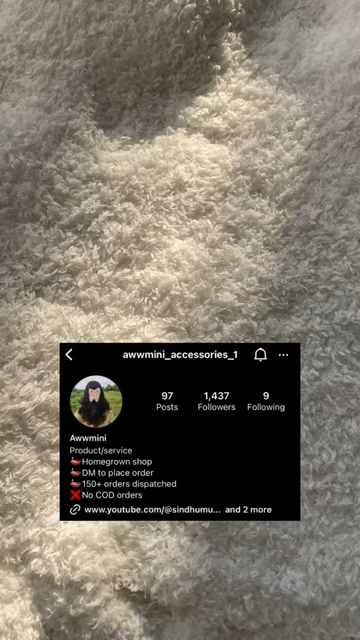 awwmini_accessories_1
97 1,437 9
Posts Followers Following
Awwmini
Product/service
Homegrown shop
DM to place order
150+ orders dispatched
No COD orders
www.youtube.com/@sindhumu... and 2 more